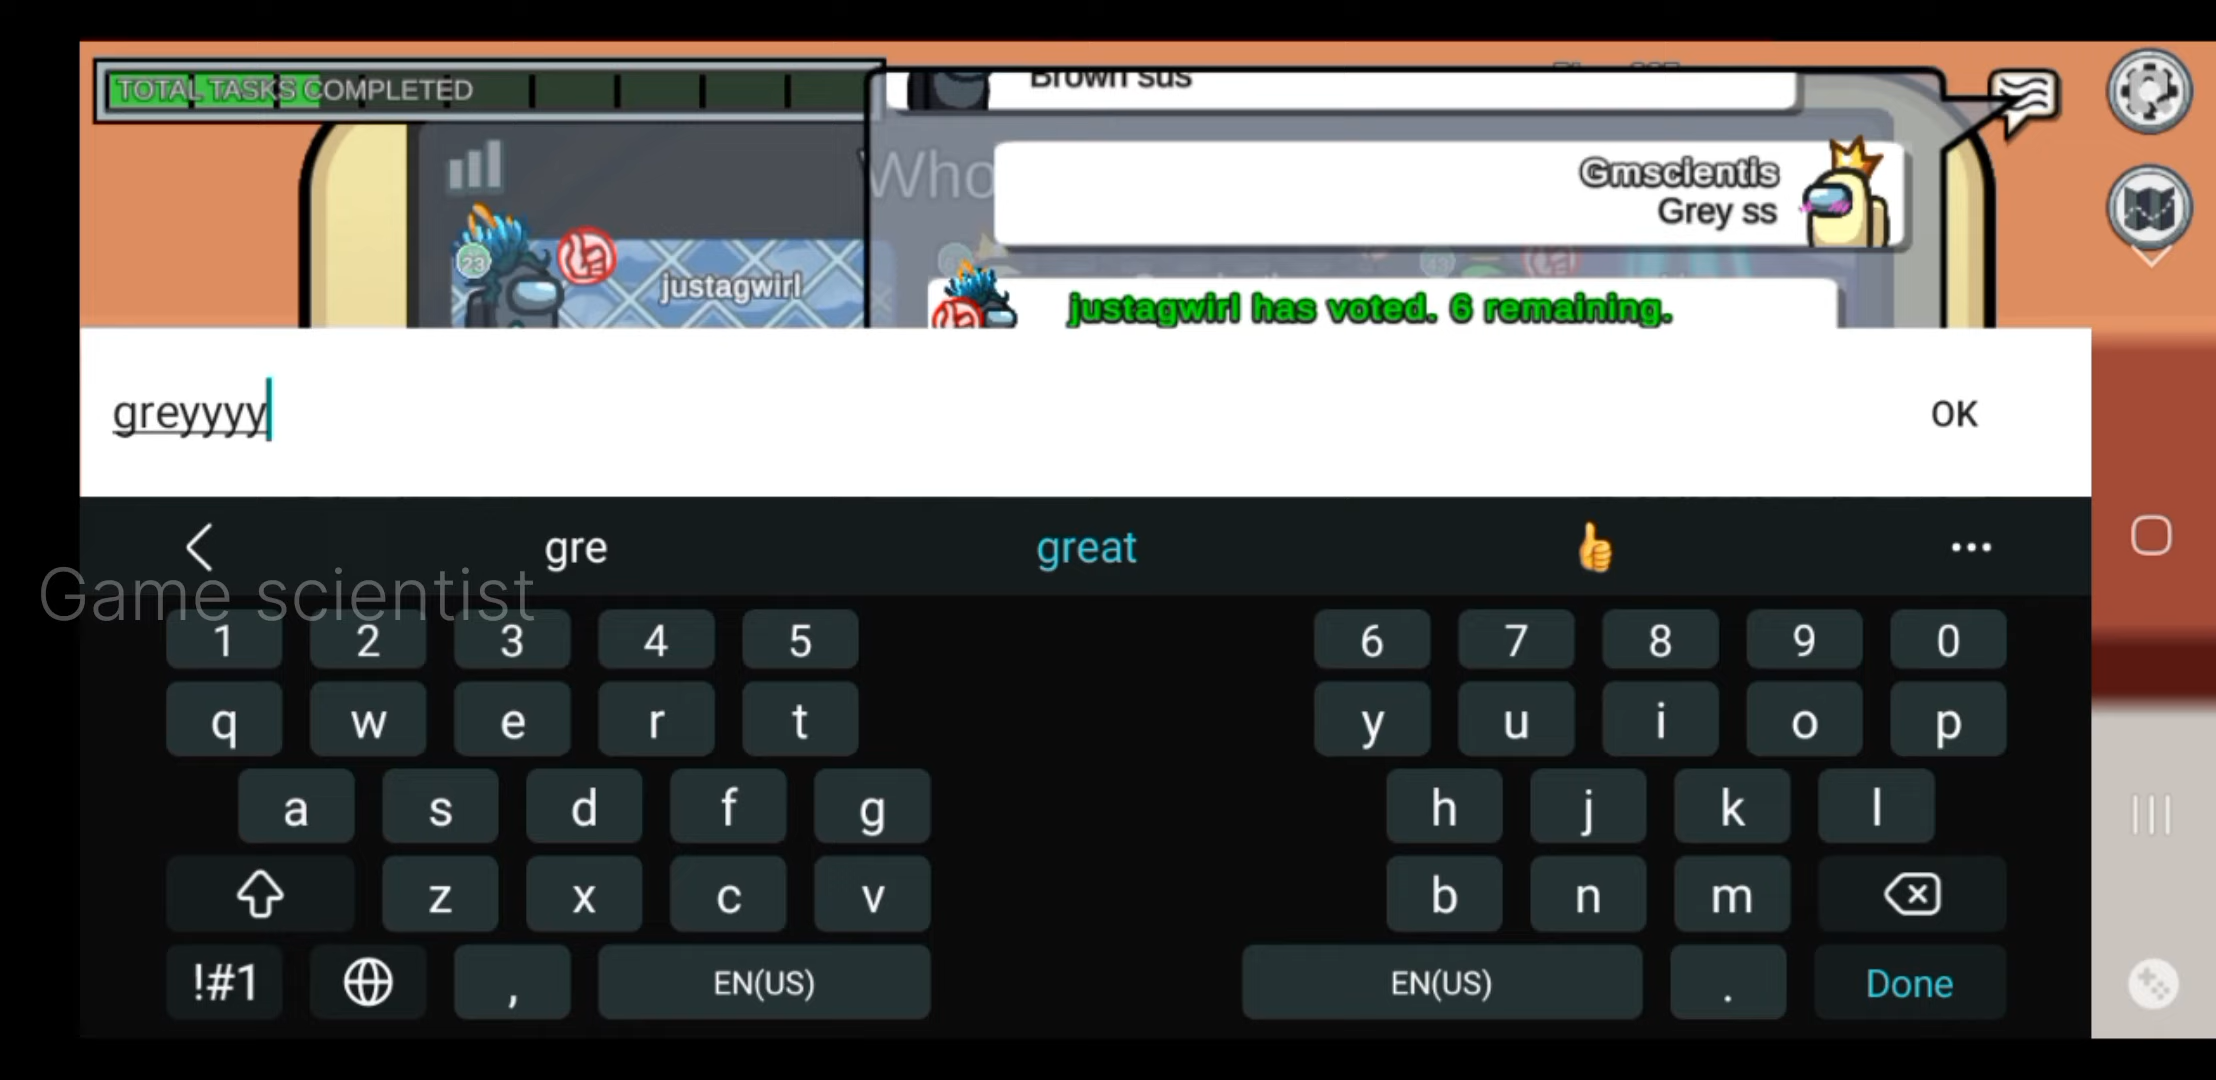 TOTAL TASKS COMPLETED
Brown sus
Who
Gmscientis
Grey ss
23
justagwirl
justagwirl has voted. 6 remaining.
greyyyy
OK
gre
great
Game scientist
1 2 3 4 5 6 7 8 9 0
q w e r t y u i o p
a s d f g h j k l
z x c v b n m
!#1 , EN(US) EN(US) . Done